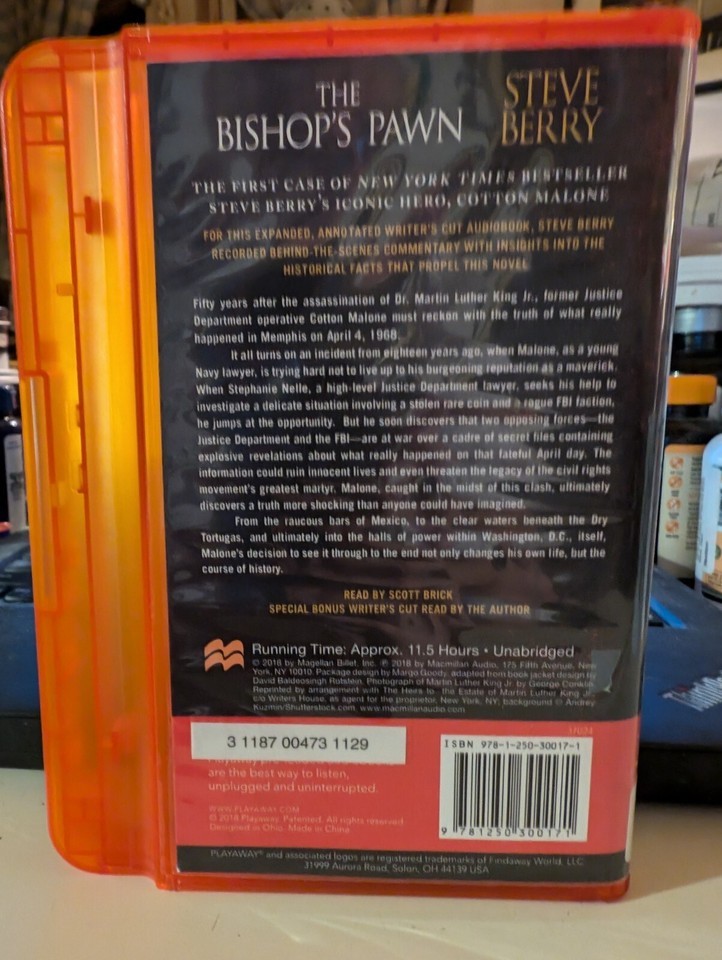 THE
BISHOP'S PAWN
STEVE
BERRY
THE FIRST CASE OF NEW YORK TIMES BESTSELLER
STEVE BERRY'S ICONIC HERO, COTTON MALONE
FOR THIS EXPANDED, ANNOTATED WRITER'S CUT AUDIOBOOK, STEVE BERRY
RECORDED BEHIND-THE-SCENES COMMENTARY WITH INSIGHTS INTO THE
HISTORICAL FACTS THAT PROPEL THIS NOVEL
Fifty years after the assassination of Dr. Martin Luther King Jr., former Justice
Department operative Cotton Malone must reckon with the truth of what really
happened in Memphis on April 4, 1968.
It all turns on an incident from eighteen years ago, when Malone, as a young
Navy lawyer, is trying hard not to live up to his burgeoning reputation as a maverick.
When Stephanie Nelle, a high-level Justice Department lawyer, seeks his help to
investigate a delicate situation involving a stolen rare coin and a rogue FBI faction,
he jumps at the opportunity. But he soon discovers that two opposing forces—the
Justice Department and the FBI—are at war over a cadre of secret files containing
explosive revelations about what really happened on that fateful April day. The
information could ruin innocent lives and even threaten the legacy of the civil rights
movement's greatest martyr. Malone, caught in the midst of this clash, ultimately
discovers a truth more shocking than anyone could have imagined.
From the raucous bars of Mexico, to the clear waters beneath the Dry
Tortugas, and ultimately into the halls of power within Washington, D.C., itself,
Malone's decision to see it through to the end not only changes his own life, but the
course of history.
READ BY SCOTT BRICK
SPECIAL BONUS WRITER'S CUT READ BY THE AUTHOR
Running Time: Approx. 11.5 Hours • Unabridged
© 2018 by Magellan Billet, Inc. ℗ 2018 by Macmillan Audio, 175 Fifth Avenue, New
York, NY 10010. Package design by Margo Goody, adapted from book jacket design by
David Baldeosingh Rotstein. Photograph of Martin Luther King Jr. by George Conklin.
Reprinted by arrangement with The Heirs to the Estate of Martin Luther King Jr.,
c/o Writers House, as agent for the proprietor, New York, NY; background © Andrey
Kuzmin/Shutterstock.com. www.macmillanaudio.com
3 1187 00473 1129
are the best way to listen,
unplugged and uninterrupted.
WWW.PLAYAWAY.COM
© 2018 Playaway. Patented. All rights reserved
Designed in Ohio. Made in China
ISBN 978-1-250-30017-1
9 781250 300171
PLAYAWAY® and associated logos are registered trademarks of Findaway World, LLC
31999 Aurora Road, Solon, OH 44139 USA